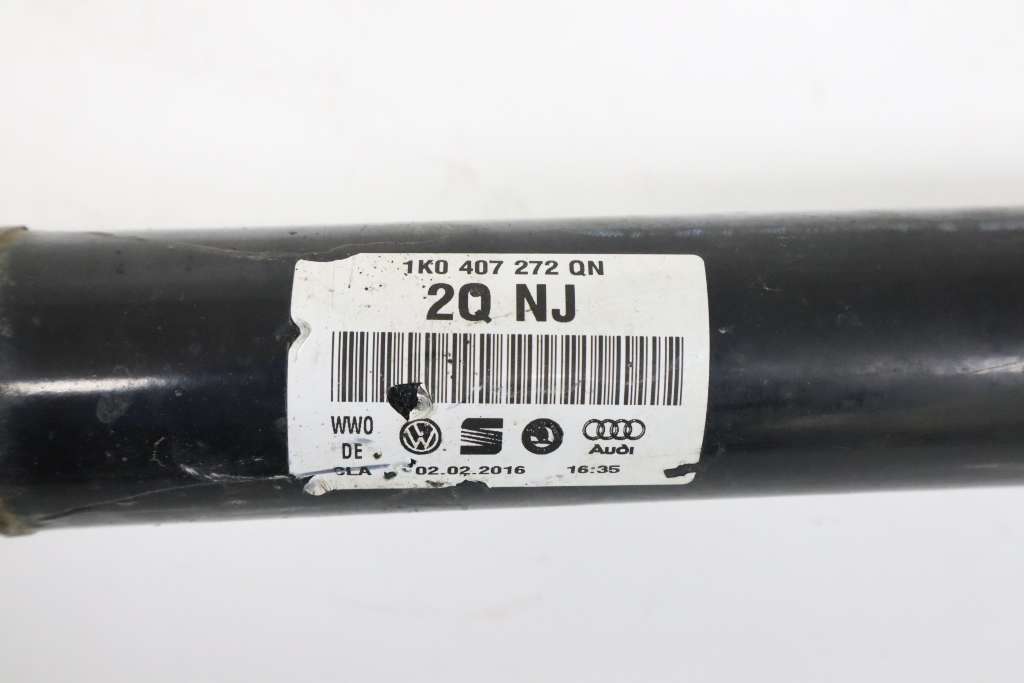 1K0 407 272 QN
2Q NJ
WWO
DE
Audi
02.02.2016 16:35